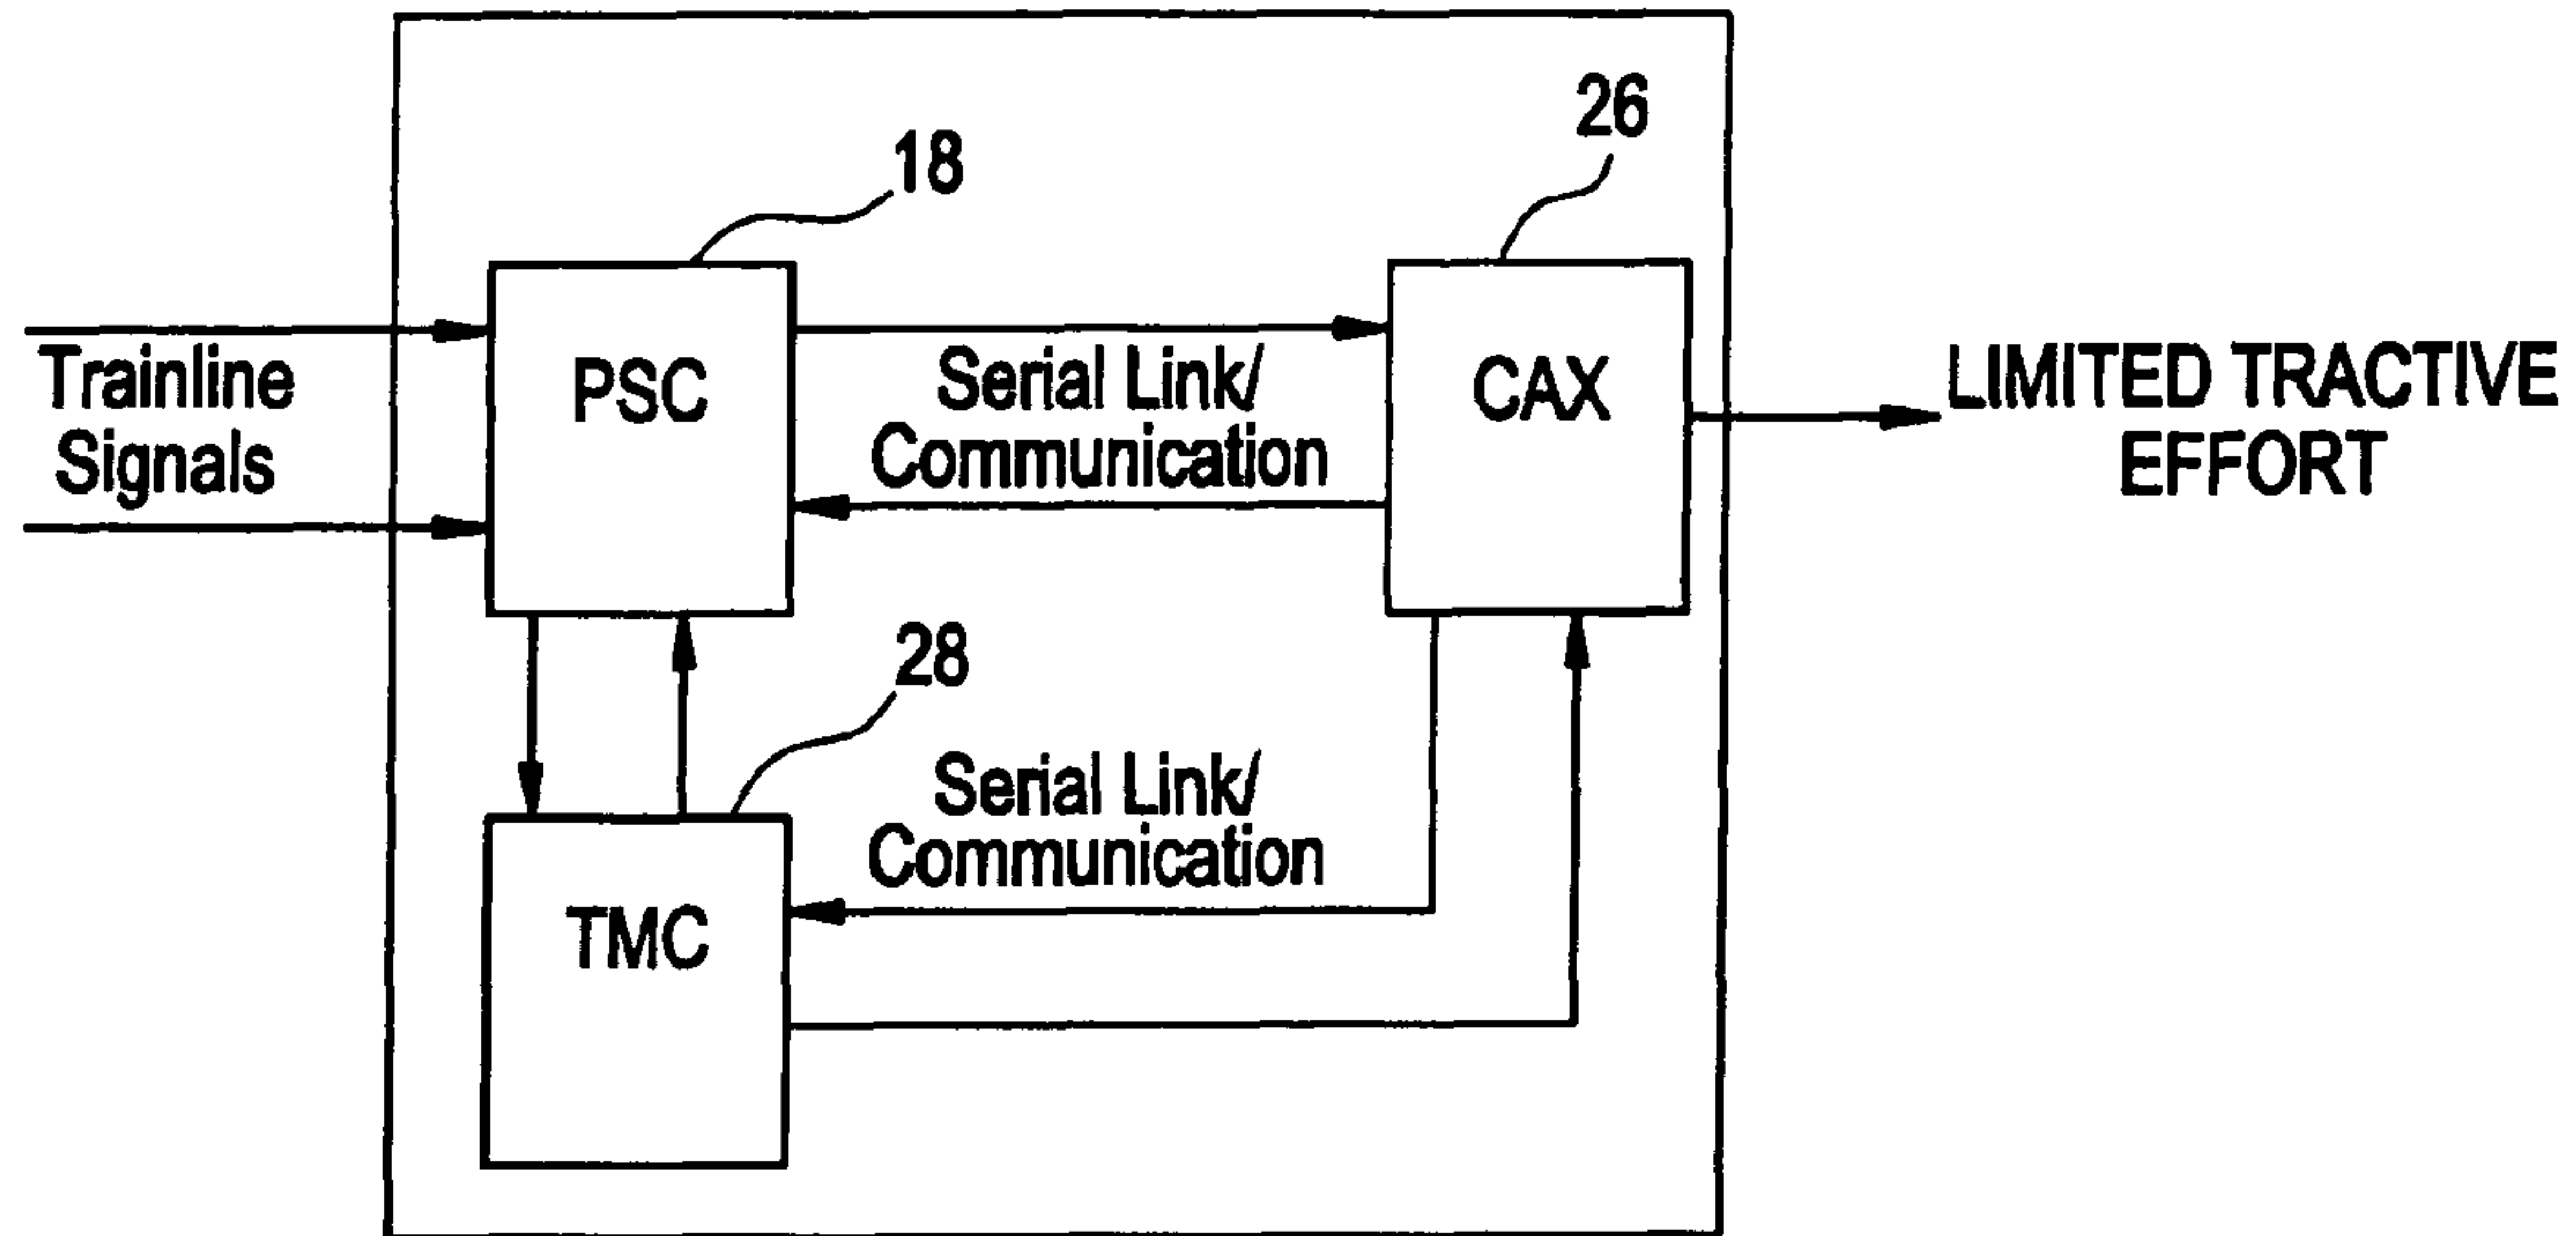 26
18
Trainline
Signals
PSC
Serial Link/
Communication
CAX
LIMITED TRACTIVE
EFFORT
28
Serial Link/
Communication
TMC